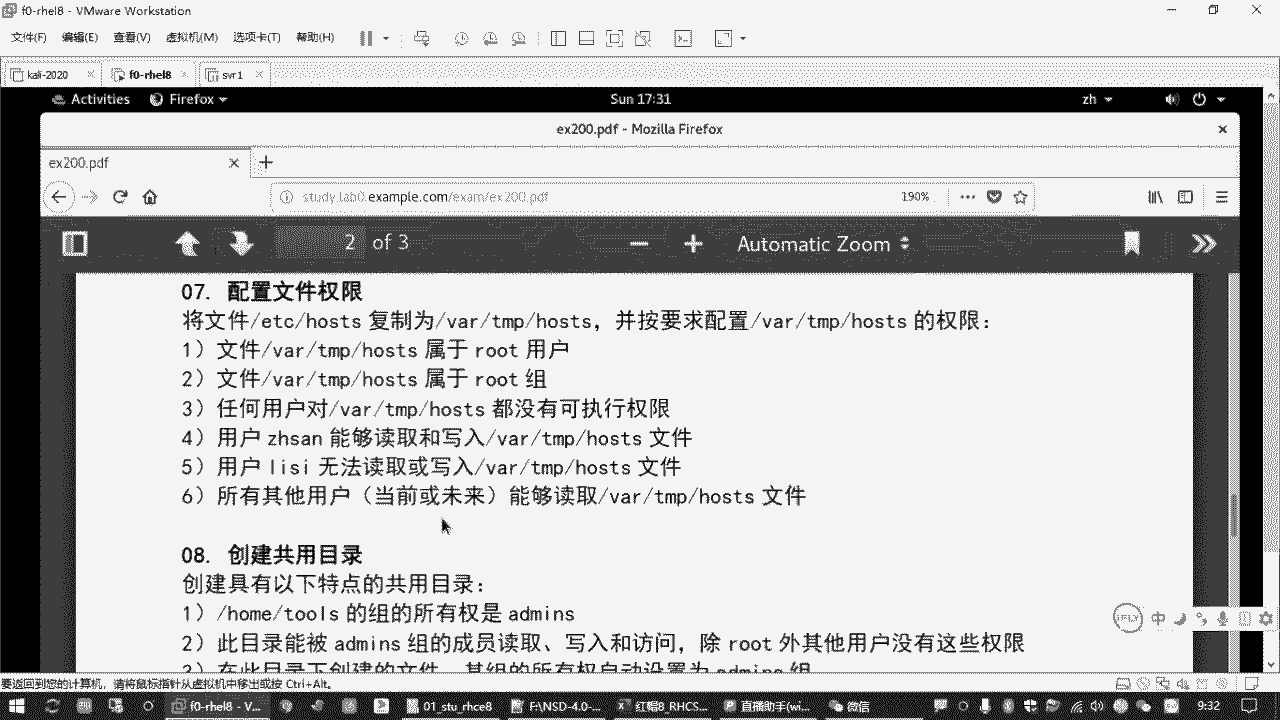 f0-rhel8 - VMware Workstation
文件(F) 编辑(E) 查看(V) 虚拟机(M) 选项卡(T) 帮助(H)
kali-2020 f0-rhel8 svr1
Activities Firefox Sun 17:31 zh
ex200.pdf - Mozilla Firefox
ex200.pdf
study.lab0.example.com/exam/ex200.pdf 190%
2 of 3 Automatic Zoom
07. 配置文件权限
将文件/etc/hosts 复制为/var/tmp/hosts，并按要求配置/var/tmp/hosts 的权限：
1）文件/var/tmp/hosts 属于 root 用户
2）文件/var/tmp/hosts 属于 root 组
3）任何用户对/var/tmp/hosts 都没有可执行权限
4）用户 zhsan 能够读取和写入/var/tmp/hosts 文件
5）用户 lisi 无法读取或写入/var/tmp/hosts 文件
6）所有其他用户（当前或未来）能够读取/var/tmp/hosts 文件
08. 创建共用目录
创建具有以下特点的共用目录：
1）/home/tools 的组的所有权是 admins
2）此目录能被 admins 组的成员读取、写入和访问，除 root 外其他用户没有这些权限
3）在此目录下创建的文件，其组的所有权自动设置为 admins 组
iFLY 中
要返回到您的计算机，请将鼠标指针从虚拟机中移出或按 Ctrl+Alt。
f0-rhel8 - V... 01_stu_rhce8 F:\NSD-4.0-... 红帽8_RHCS... 直播助手(wi... 微信 9:32